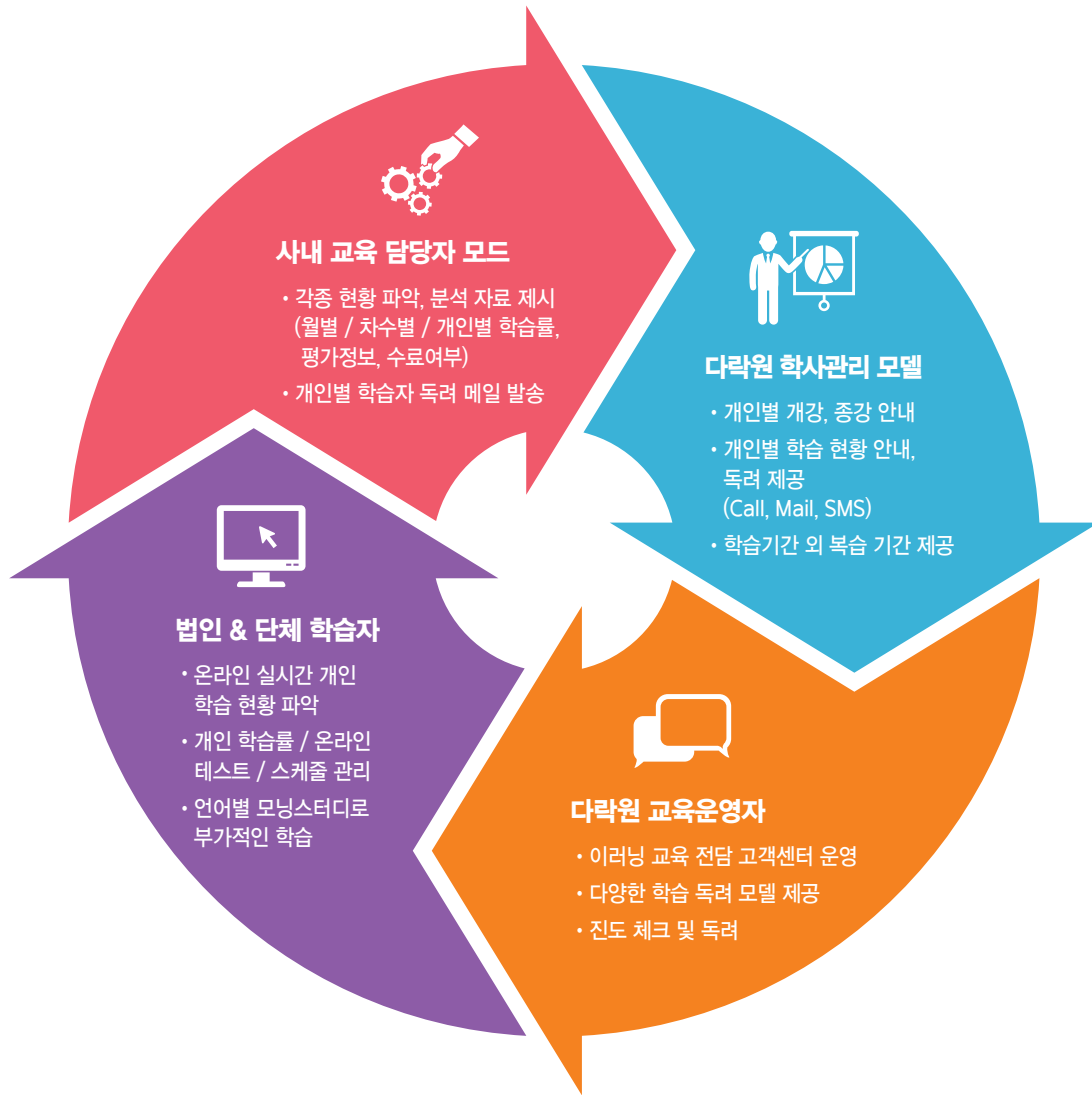 사내 교육 담당자 모드
• 각종 현황 파악, 분석 자료 제시
(월별 / 차수별 / 개인별 학습률,
평가정보, 수료여부)
• 개인별 학습자 독려 메일 발송
다락원 학사관리 모델
• 개인별 개강, 종강 안내
• 개인별 학습 현황 안내,
독려 제공
(Call, Mail, SMS)
• 학습기간 외 복습 기간 제공
다락원 교육운영자
• 이러닝 교육 전담 고객센터 운영
• 다양한 학습 독려 모델 제공
• 진도 체크 및 독려
법인 & 단체 학습자
• 온라인 실시간 개인
학습 현황 파악
• 개인 학습률 / 온라인
테스트 / 스케줄 관리
• 언어별 모닝스터디로
부가적인 학습